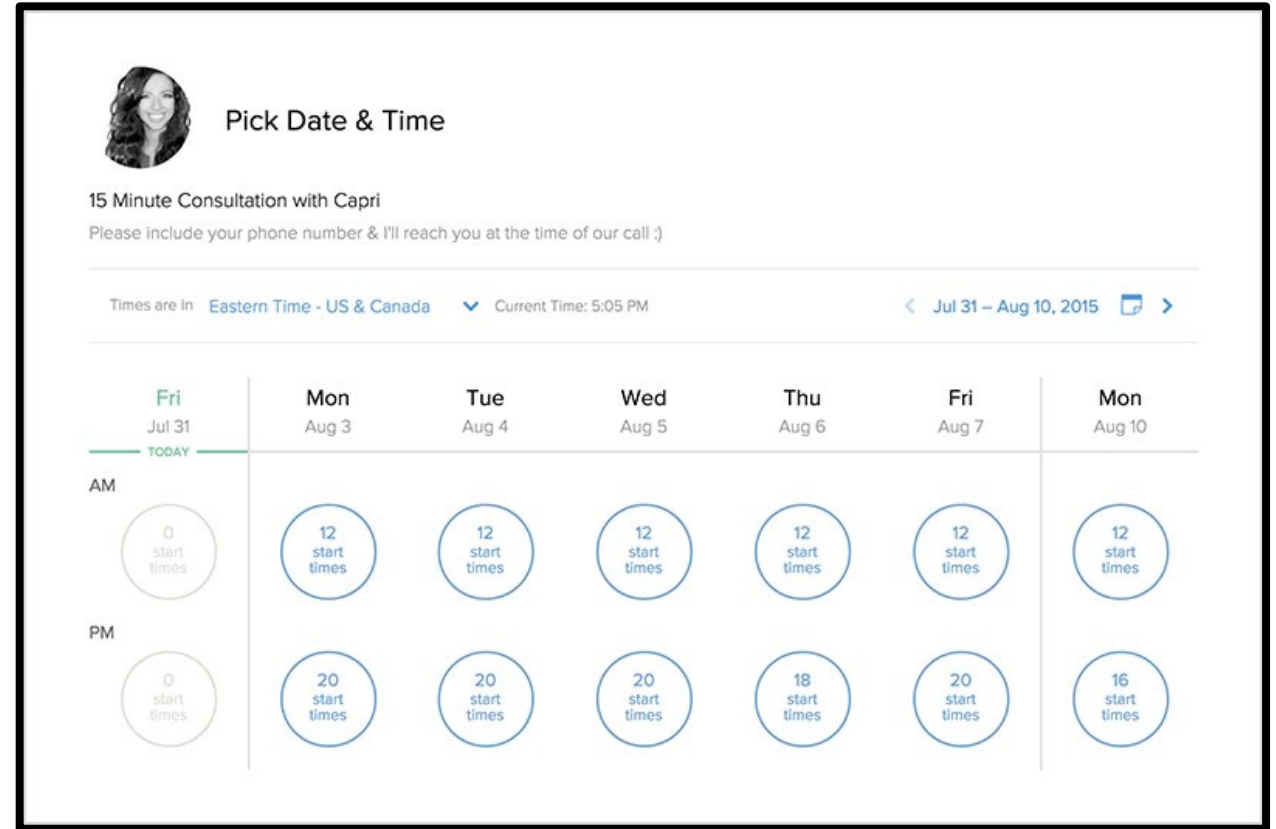 Pick Date & Time
15 Minute Consultation with Capri
Please include your phone number & I'll reach you at the time of our call :)
Times are in Eastern Time - US & Canada Current Time: 5:05 PM < Jul 31 – Aug 10, 2015 >
Fri Mon Tue Wed Thu Fri Mon
Jul 31 Aug 3 Aug 4 Aug 5 Aug 6 Aug 7 Aug 10
TODAY
AM
0 12 12 12 12 12 12
start start start start start start start
times times times times times times times
PM
0 20 20 20 18 20 16
start start start start start start start
times times times times times times times